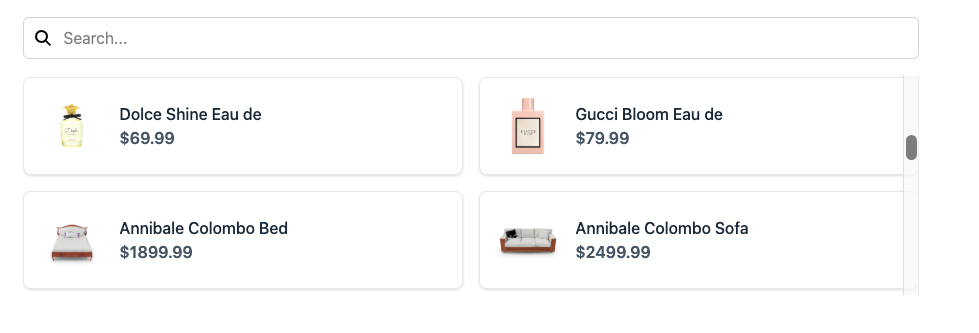 Search...
Dolce Shine Eau de
$69.99
Gucci Bloom Eau de
$79.99
Annibale Colombo Bed
$1899.99
Annibale Colombo Sofa
$2499.99